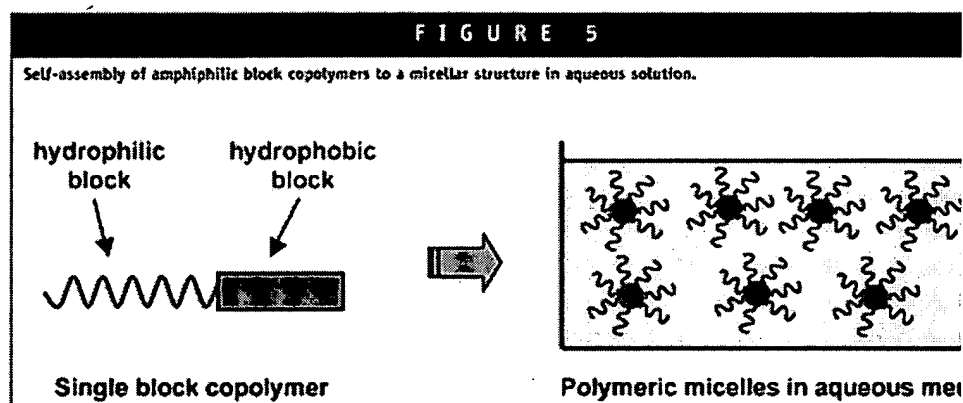 FIGURE 5
Self-assembly of amphiphilic block copolymers to a micellar structure in aqueous solution.
hydrophilic
block
hydrophobic
block
Single block copolymer
Polymeric micelles in aqueous